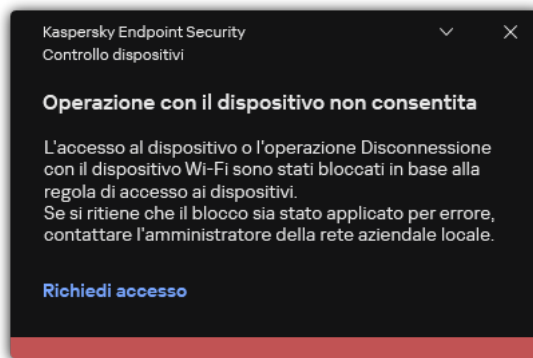 Kaspersky Endpoint Security
Controllo dispositivi
Operazione con il dispositivo non consentita
L'accesso al dispositivo o l'operazione Disconnessione
con il dispositivo Wi-Fi sono stati bloccati in base alla
regola di accesso ai dispositivi.
Se si ritiene che il blocco sia stato applicato per errore,
contattare l'amministratore della rete aziendale locale.
Richiedi accesso